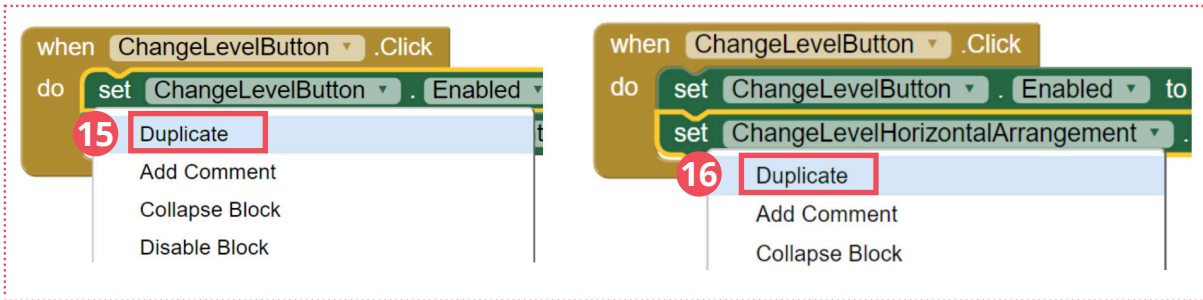 when ChangeLevelButton .Click
do set ChangeLevelButton . Enabled
15 Duplicate
Add Comment
Collapse Block
Disable Block
when ChangeLevelButton .Click
do set ChangeLevelButton . Enabled to
set ChangeLevelHorizontalArrangement .
16 Duplicate
Add Comment
Collapse Block